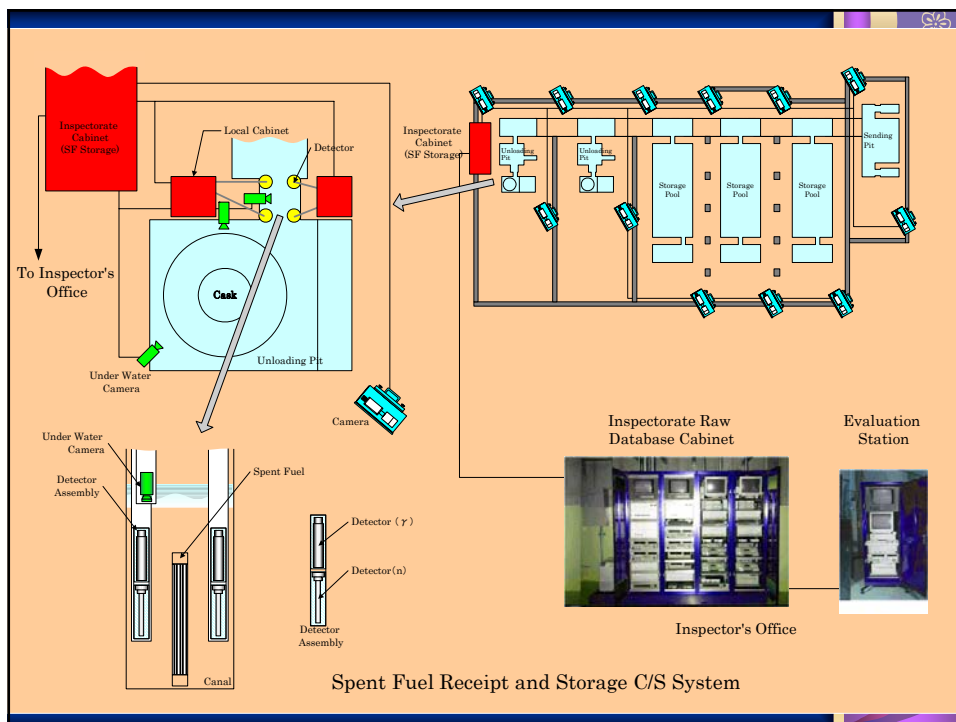 Inspectorate
Cabinet
(SF Storage)
Local Cabinet
Detector
To Inspector's
Office
Cask
Unloading Pit
Under Water
Camera
Camera
Inspectorate
Cabinet
(SF Storage)
Unloading
Pit
Unloading
Pit
Storage
Pool
Storage
Pool
Storage
Pool
Sending
Pit
Under Water
Camera
Spent Fuel
Detector
Assembly
Detector (γ)
Detector(n)
Detector
Assembly
Canal
Inspectorate Raw
Database Cabinet
Evaluation
Station
Inspector's Office
Spent Fuel Receipt and Storage C/S System